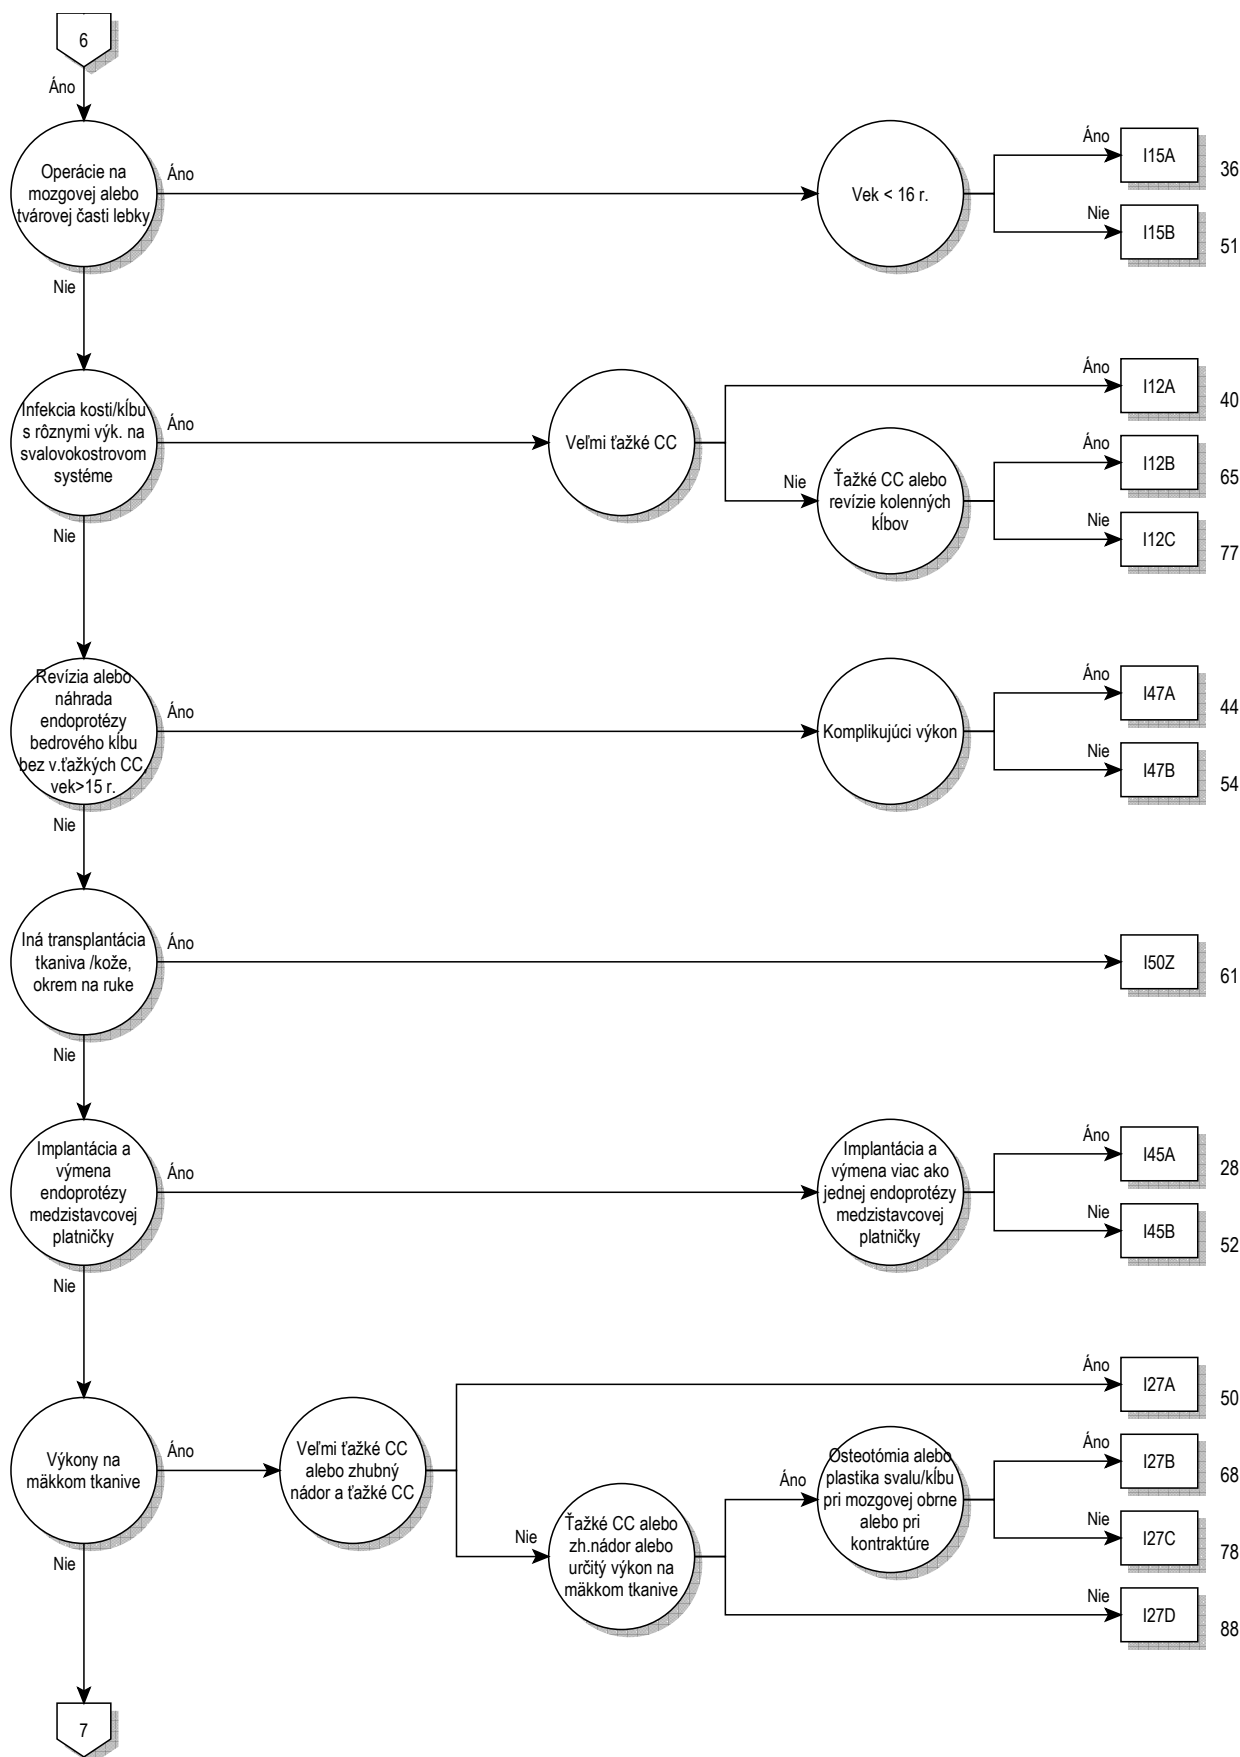 6
Áno
Operácie na
mozgovej alebo
tvárovej časti lebky
Áno
Vek < 16 r.
Áno
I15A
36
Nie
I15B
51
Nie
Infekcia kosti/kĺbu
s rôznymi výk. na
svalovokostrovom
systéme
Áno
Veľmi ťažké CC
Áno
I12A
40
Nie
Ťažké CC alebo
revízie kolenných
kĺbov
Áno
I12B
65
Nie
I12C
77
Nie
Revízia alebo
náhrada
endoprotézy
bedrového kĺbu
bez v.ťažkých CC,
vek>15 r.
Áno
Komplikujúci výkon
Áno
I47A
44
Nie
I47B
54
Nie
Iná transplantácia
tkaniva /kože,
okrem na ruke
Áno
I50Z
61
Nie
Implantácia a
výmena
endoprotézy
medzistavcovej
platničky
Áno
Implantácia a
výmena viac ako
jednej endoprotézy
medzistavcovej
platničky
Áno
I45A
28
Nie
I45B
52
Nie
Výkony na
mäkkom tkanive
Áno
Veľmi ťažké CC
alebo zhubný
nádor a ťažké CC
Áno
I27A
50
Nie
Ťažké CC alebo
zh.nádor alebo
určitý výkon na
mäkkom tkanive
Áno
Osteotómia alebo
plastika svalu/kĺbu
pri mozgovej obrne
alebo pri
kontraktúre
Áno
I27B
68
Nie
I27C
78
Nie
I27D
88
Nie
7